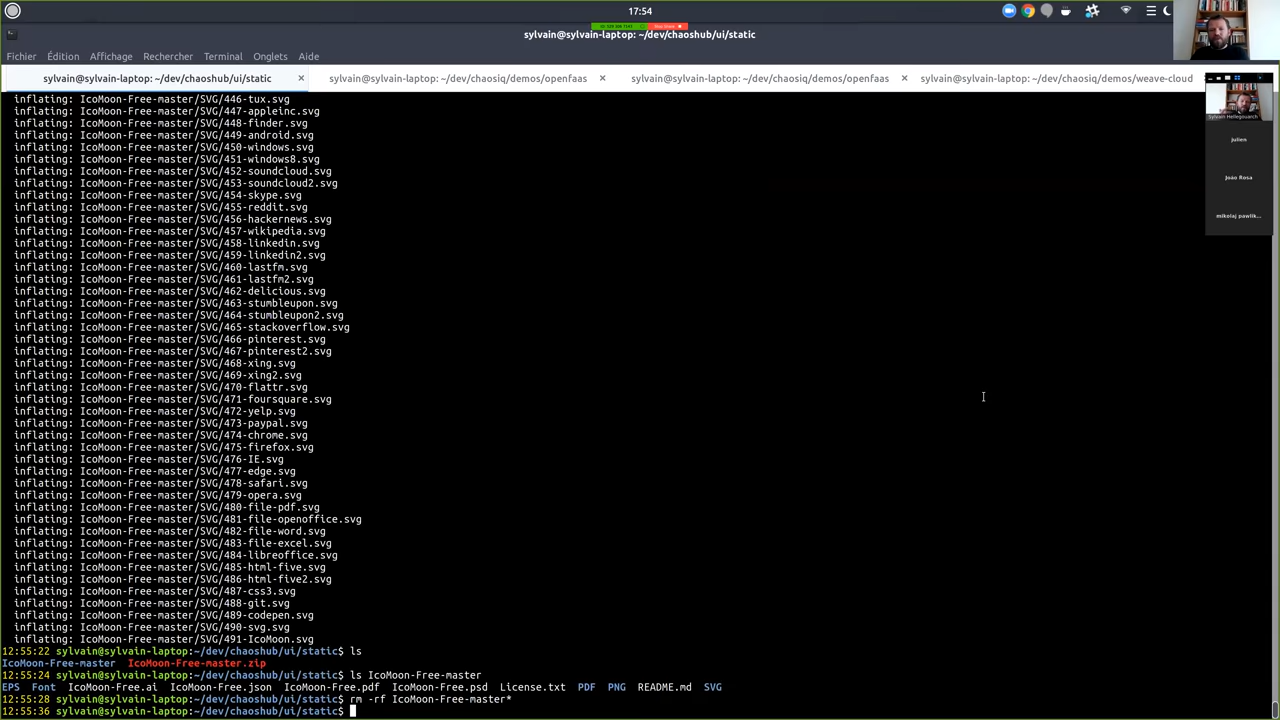 17:54
sylvain@sylvain-laptop: ~/dev/chaoshub/ui/static
Fichier Édition Affichage Rechercher Terminal Onglets Aide
sylvain@sylvain-laptop: ~/dev/chaoshub/ui/static × sylvain@sylvain-laptop: ~/dev/chaosiq/demos/openfaas × sylvain@sylvain-laptop: ~/dev/chaosiq/demos/openfaas × sylvain@sylvain-laptop: ~/dev/chaosiq/demos/weave-cloud
Sylvain Hellegouarch
julien
João Rosa
mikolaj pawlik...
inflating: IcoMoon-Free-master/SVG/446-tux.svg
inflating: IcoMoon-Free-master/SVG/447-appleinc.svg
inflating: IcoMoon-Free-master/SVG/448-finder.svg
inflating: IcoMoon-Free-master/SVG/449-android.svg
inflating: IcoMoon-Free-master/SVG/450-windows.svg
inflating: IcoMoon-Free-master/SVG/451-windows8.svg
inflating: IcoMoon-Free-master/SVG/452-soundcloud.svg
inflating: IcoMoon-Free-master/SVG/453-soundcloud2.svg
inflating: IcoMoon-Free-master/SVG/454-skype.svg
inflating: IcoMoon-Free-master/SVG/455-reddit.svg
inflating: IcoMoon-Free-master/SVG/456-hackernews.svg
inflating: IcoMoon-Free-master/SVG/457-wikipedia.svg
inflating: IcoMoon-Free-master/SVG/458-linkedin.svg
inflating: IcoMoon-Free-master/SVG/459-linkedin2.svg
inflating: IcoMoon-Free-master/SVG/460-lastfm.svg
inflating: IcoMoon-Free-master/SVG/461-lastfm2.svg
inflating: IcoMoon-Free-master/SVG/462-delicious.svg
inflating: IcoMoon-Free-master/SVG/463-stumbleupon.svg
inflating: IcoMoon-Free-master/SVG/464-stumbleupon2.svg
inflating: IcoMoon-Free-master/SVG/465-stackoverflow.svg
inflating: IcoMoon-Free-master/SVG/466-pinterest.svg
inflating: IcoMoon-Free-master/SVG/467-pinterest2.svg
inflating: IcoMoon-Free-master/SVG/468-xing.svg
inflating: IcoMoon-Free-master/SVG/469-xing2.svg
inflating: IcoMoon-Free-master/SVG/470-flattr.svg
inflating: IcoMoon-Free-master/SVG/471-foursquare.svg
inflating: IcoMoon-Free-master/SVG/472-yelp.svg
inflating: IcoMoon-Free-master/SVG/473-paypal.svg
inflating: IcoMoon-Free-master/SVG/474-chrome.svg
inflating: IcoMoon-Free-master/SVG/475-firefox.svg
inflating: IcoMoon-Free-master/SVG/476-IE.svg
inflating: IcoMoon-Free-master/SVG/477-edge.svg
inflating: IcoMoon-Free-master/SVG/478-safari.svg
inflating: IcoMoon-Free-master/SVG/479-opera.svg
inflating: IcoMoon-Free-master/SVG/480-file-pdf.svg
inflating: IcoMoon-Free-master/SVG/481-file-openoffice.svg
inflating: IcoMoon-Free-master/SVG/482-file-word.svg
inflating: IcoMoon-Free-master/SVG/483-file-excel.svg
inflating: IcoMoon-Free-master/SVG/484-libreoffice.svg
inflating: IcoMoon-Free-master/SVG/485-html-five.svg
inflating: IcoMoon-Free-master/SVG/486-html-five2.svg
inflating: IcoMoon-Free-master/SVG/487-css3.svg
inflating: IcoMoon-Free-master/SVG/488-git.svg
inflating: IcoMoon-Free-master/SVG/489-codepen.svg
inflating: IcoMoon-Free-master/SVG/490-svg.svg
inflating: IcoMoon-Free-master/SVG/491-IcoMoon.svg
12:55:22 sylvain@sylvain-laptop:~/dev/chaoshub/ui/static$ ls
IcoMoon-Free-master IcoMoon-Free-master.zip
12:55:24 sylvain@sylvain-laptop:~/dev/chaoshub/ui/static$ ls IcoMoon-Free-master
EPS Font IcoMoon-Free.ai IcoMoon-Free.json IcoMoon-Free.pdf IcoMoon-Free.psd License.txt PDF PNG README.md SVG
12:55:28 sylvain@sylvain-laptop:~/dev/chaoshub/ui/static$ rm -rf IcoMoon-Free-master*
12:55:36 sylvain@sylvain-laptop:~/dev/chaoshub/ui/static$